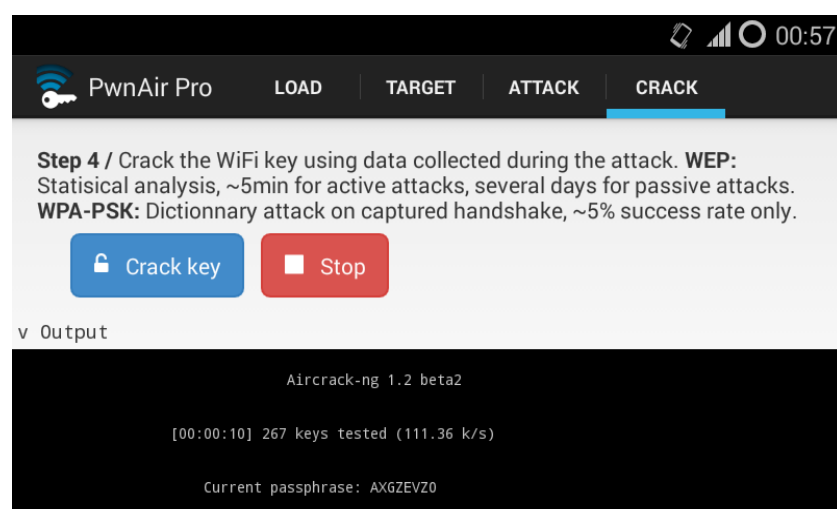 00:57
PwnAir Pro LOAD TARGET ATTACK CRACK
Step 4 / Crack the WiFi key using data collected during the attack. WEP:
Statisical analysis, ~5min for active attacks, several days for passive attacks.
WPA-PSK: Dictionnary attack on captured handshake, ~5% success rate only.
Crack key Stop
v Output
Aircrack-ng 1.2 beta2
[00:00:10] 267 keys tested (111.36 k/s)
Current passphrase: AXGZEVZ0